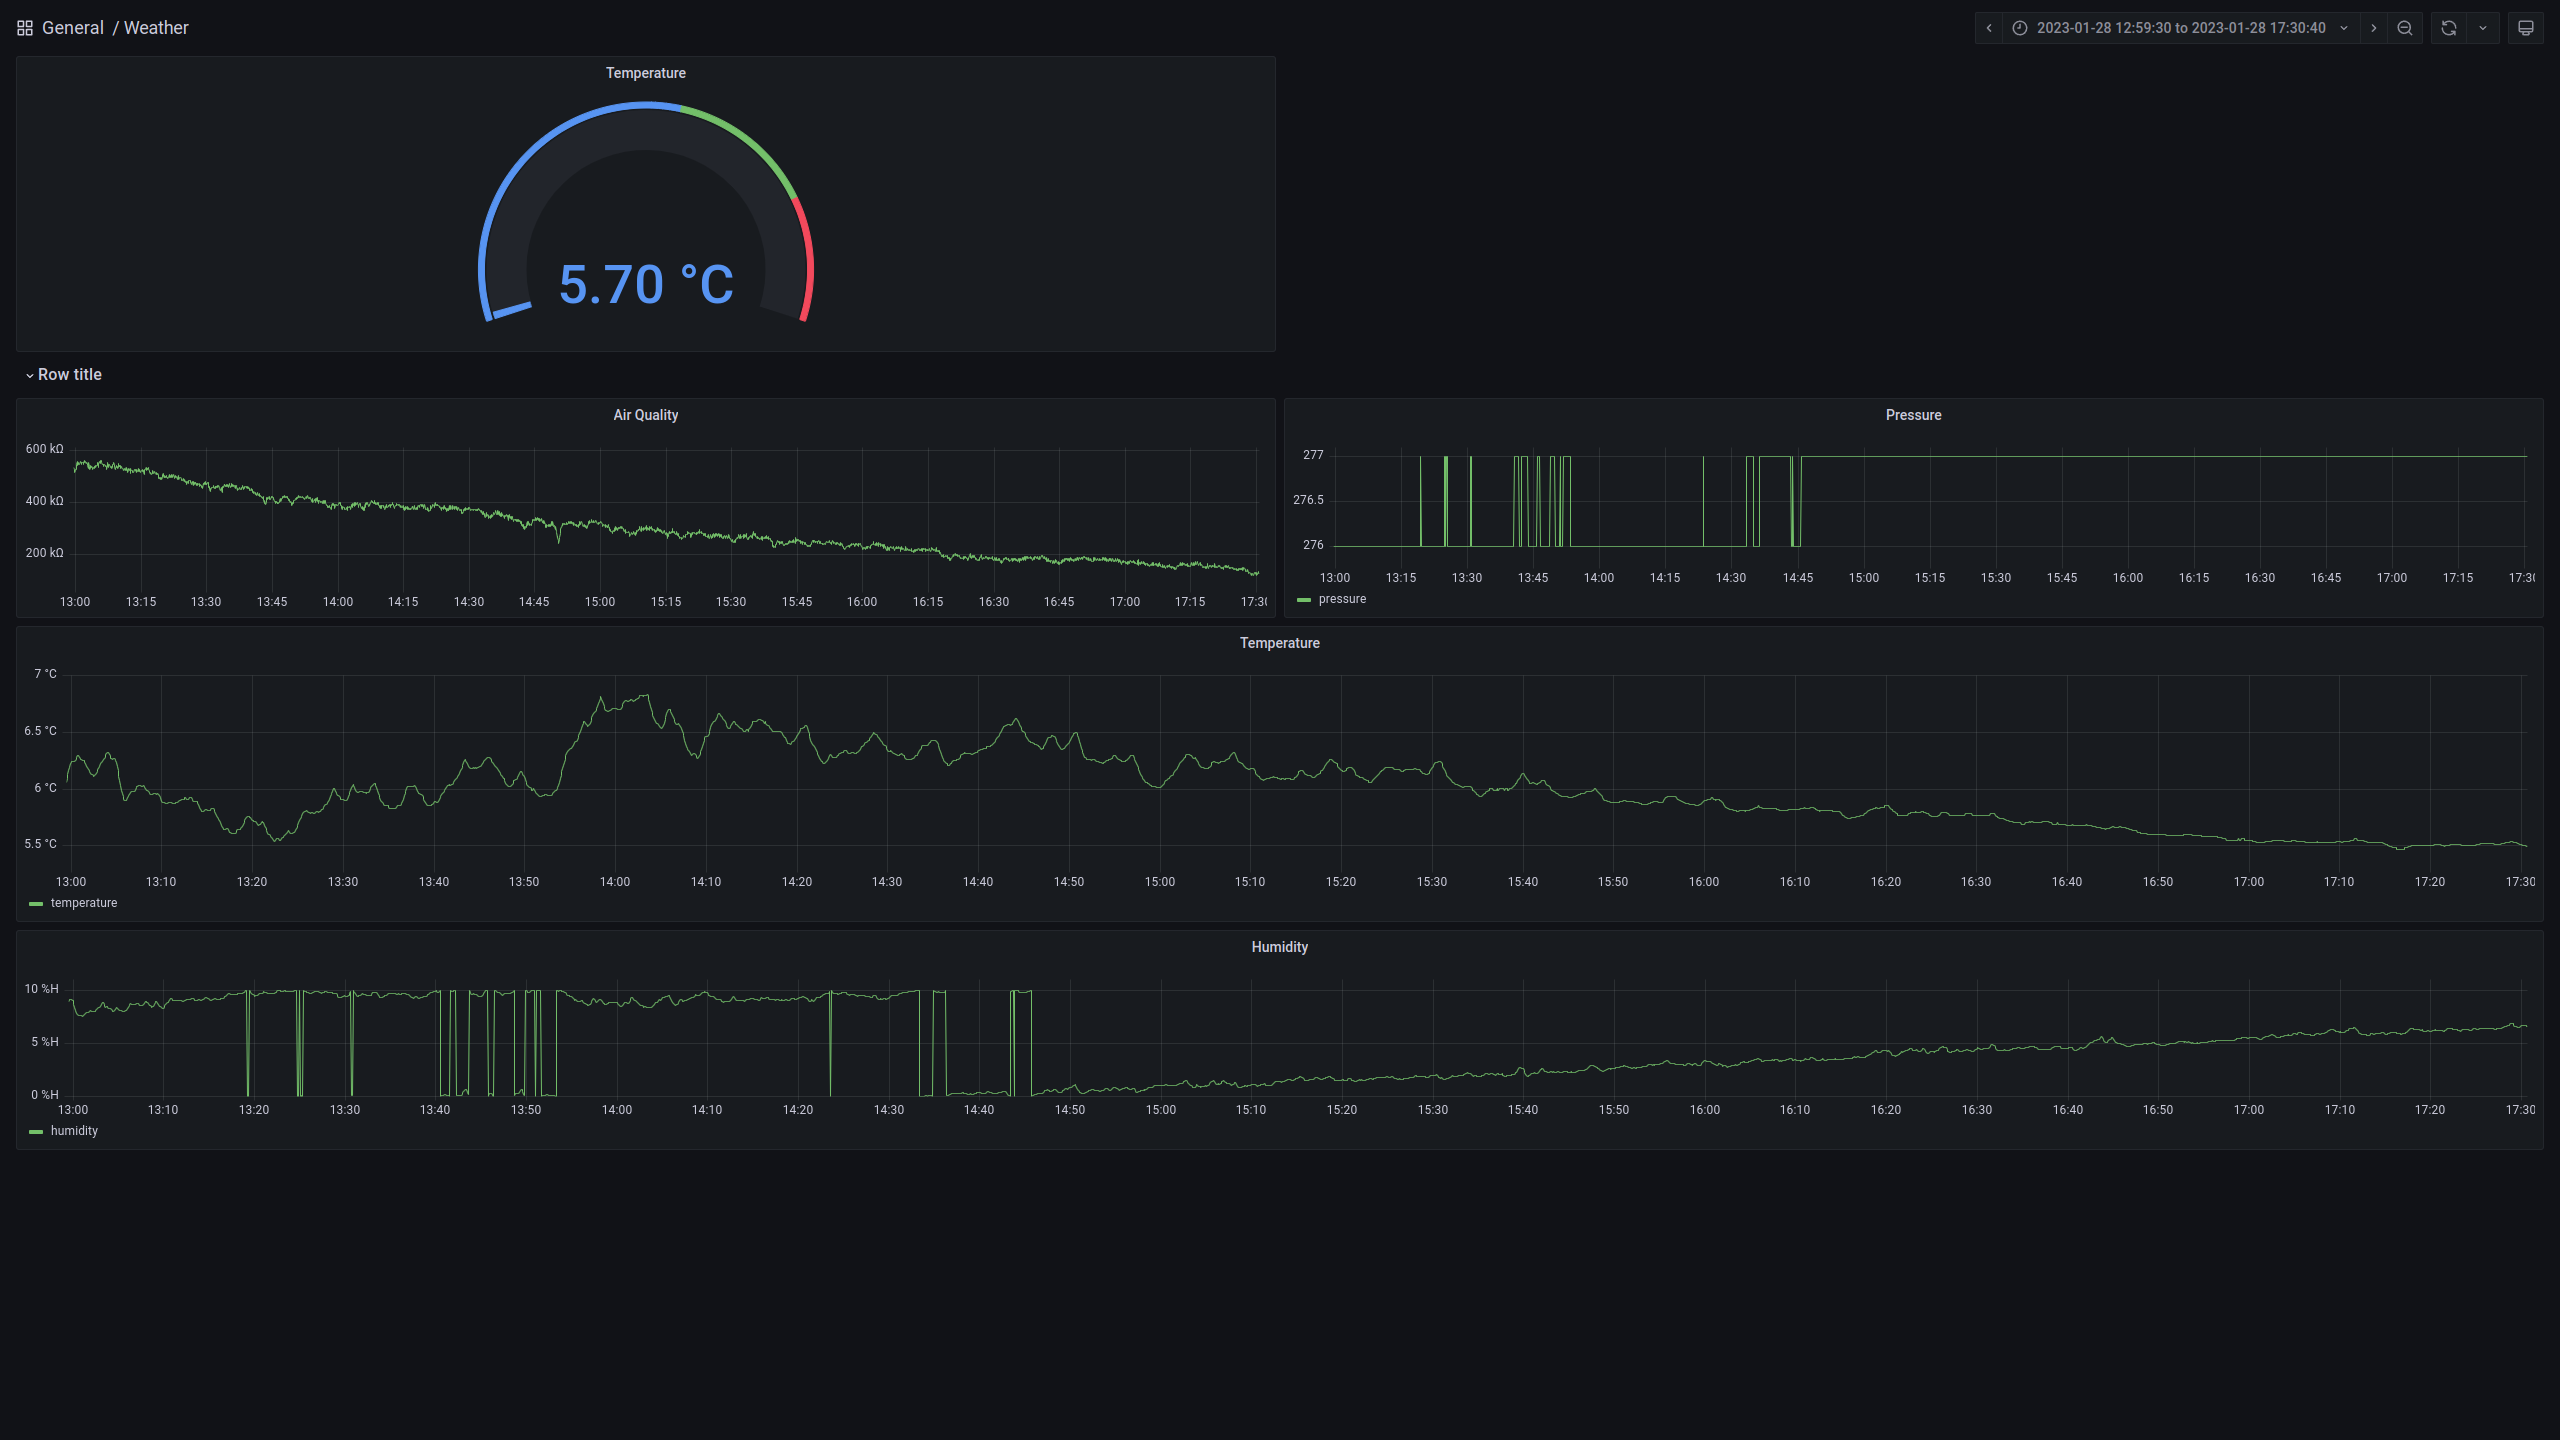 General / Weather
2023-01-28 12:59:30 to 2023-01-28 17:30:40
Temperature
5.70 °C
Row title
Air Quality
600 kΩ
400 kΩ
200 kΩ
13:00 13:15 13:30 13:45 14:00 14:15 14:30 14:45 15:00 15:15 15:30 15:45 16:00 16:15 16:30 16:45 17:00 17:15 17:30
Pressure
277
276.5
276
13:00 13:15 13:30 13:45 14:00 14:15 14:30 14:45 15:00 15:15 15:30 15:45 16:00 16:15 16:30 16:45 17:00 17:15 17:30
pressure
Temperature
7 °C
6.5 °C
6 °C
5.5 °C
13:00 13:10 13:20 13:30 13:40 13:50 14:00 14:10 14:20 14:30 14:40 14:50 15:00 15:10 15:20 15:30 15:40 15:50 16:00 16:10 16:20 16:30 16:40 16:50 17:00 17:10 17:20 17:30
temperature
Humidity
10 %H
5 %H
0 %H
13:00 13:10 13:20 13:30 13:40 13:50 14:00 14:10 14:20 14:30 14:40 14:50 15:00 15:10 15:20 15:30 15:40 15:50 16:00 16:10 16:20 16:30 16:40 16:50 17:00 17:10 17:20 17:30
humidity